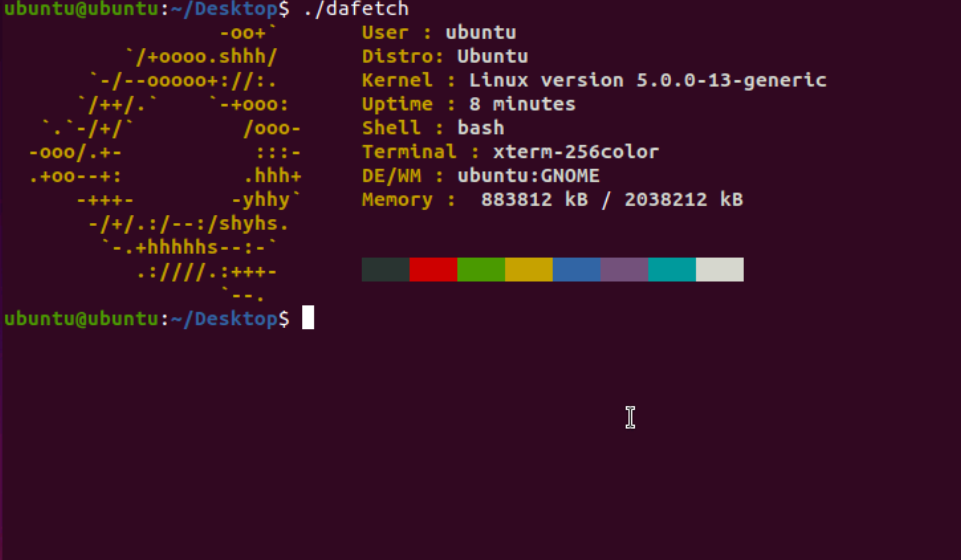 ubuntu@ubuntu:~/Desktop$ ./dafetch
-oo+`       User : ubuntu
`/+oooo.shhh/       Distro: Ubuntu
`-/--ooooo+://:.       Kernel : Linux version 5.0.0-13-generic
`/++/.`    `-+ooo:      Uptime : 8 minutes
`.`-/+/`         /ooo-     Shell : bash
-ooo/.+-           :::-     Terminal : xterm-256color
.+oo--+:          .hhh+     DE/WM : ubuntu:GNOME
-+++-        -yhhy`     Memory :  883812 kB / 2038212 kB
-/+/.:/--:/shyhs.
`-.+hhhhhs--:-`
.:////.:+++-
`--.
ubuntu@ubuntu:~/Desktop$